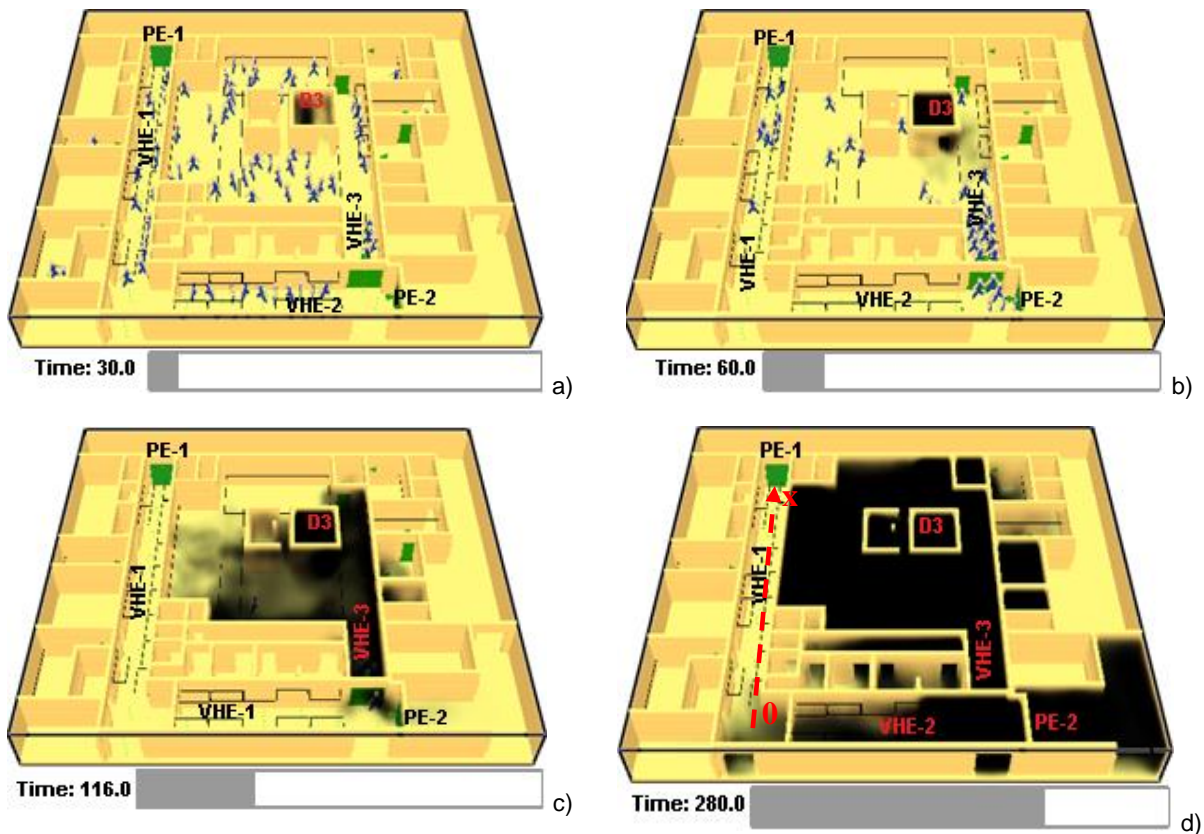 PE-1
D3
VHE-1
VHE-3
VHE-2
PE-2
Time: 30.0
a)
PE-1
D3
VHE-3
VHE-1
VHE-2
PE-2
Time: 60.0
b)
PE-1
D3
VHE-1
VHE-3
VHE-1
PE-2
Time: 116.0
c)
PE-1
x
D3
VHE-1
VHE-3
0
VHE-2
PE-2
Time: 280.0
d)